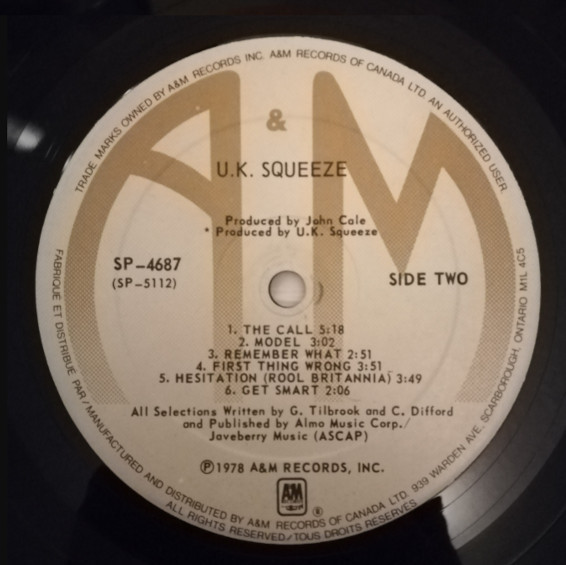 TRADE MARKS OWNED BY A&M RECORDS INC. A&M RECORDS OF CANADA LTD. AN AUTHORIZED USER.
A & M
U.K. SQUEEZE
Produced by John Cale
* Produced by U.K. Squeeze
SP-4687
(SP-5112)
SIDE TWO
1. THE CALL 5:18
2. MODEL 3:02
3. REMEMBER WHAT 2:51
4. FIRST THING WRONG 3:51
5. HESITATION (ROOL BRITANNIA) 3:49
6. GET SMART 2:06
All Selections Written by G. Tilbrook and C. Difford
and Published by Almo Music Corp./
Javeberry Music (ASCAP)
Ⓟ1978 A&M RECORDS, INC.
A&M
®
FABRIQUE ET DISTRIBUE PAR/MANUFACTURED AND DISTRIBUTED BY A&M RECORDS OF CANADA LTD. 939 WARDEN AVE. SCARBOROUGH, ONTARIO M1L 4C5
ALL RIGHTS RESERVED/TOUS DROITS RESERVES